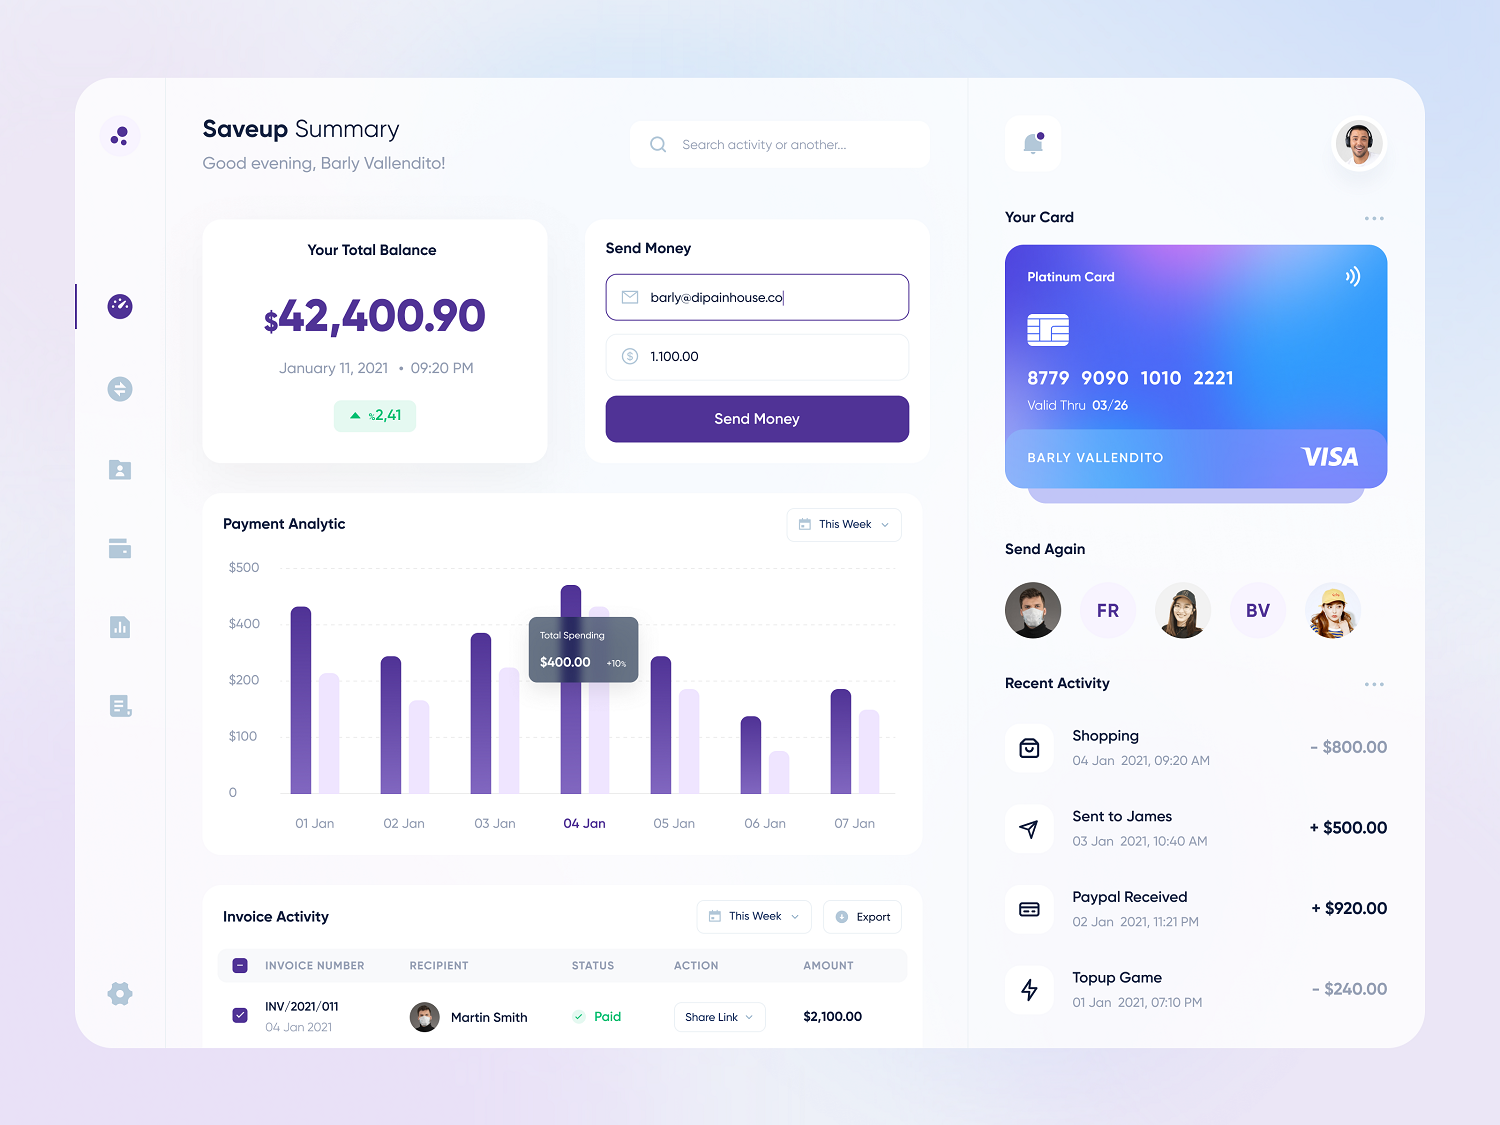 Saveup Summary
Good evening, Barly Vallendito!
Search activity or another...
Your Total Balance
$42,400.90
January 11, 2021 • 09:20 PM
%2,41
Send Money
barly@dipainhouse.co
$ 1.100.00
Send Money
Payment Analytic
This Week
$500
$400
$200
$100
0
Total Spending
$400.00 +10%
01 Jan 02 Jan 03 Jan 04 Jan 05 Jan 06 Jan 07 Jan
Invoice Activity
This Week
Export
INVOICE NUMBER RECIPIENT STATUS ACTION AMOUNT
INV/2021/011
04 Jan 2021
Martin Smith
Paid
Share Link
$2,100.00
Your Card
Platinum Card
8779 9090 1010 2221
Valid Thru 03/26
BARLY VALLENDITO
VISA
Send Again
FR
BV
Recent Activity
Shopping
04 Jan 2021, 09:20 AM
- $800.00
Sent to James
03 Jan 2021, 10:40 AM
+ $500.00
Paypal Received
02 Jan 2021, 11:21 PM
+ $920.00
Topup Game
01 Jan 2021, 07:10 PM
- $240.00